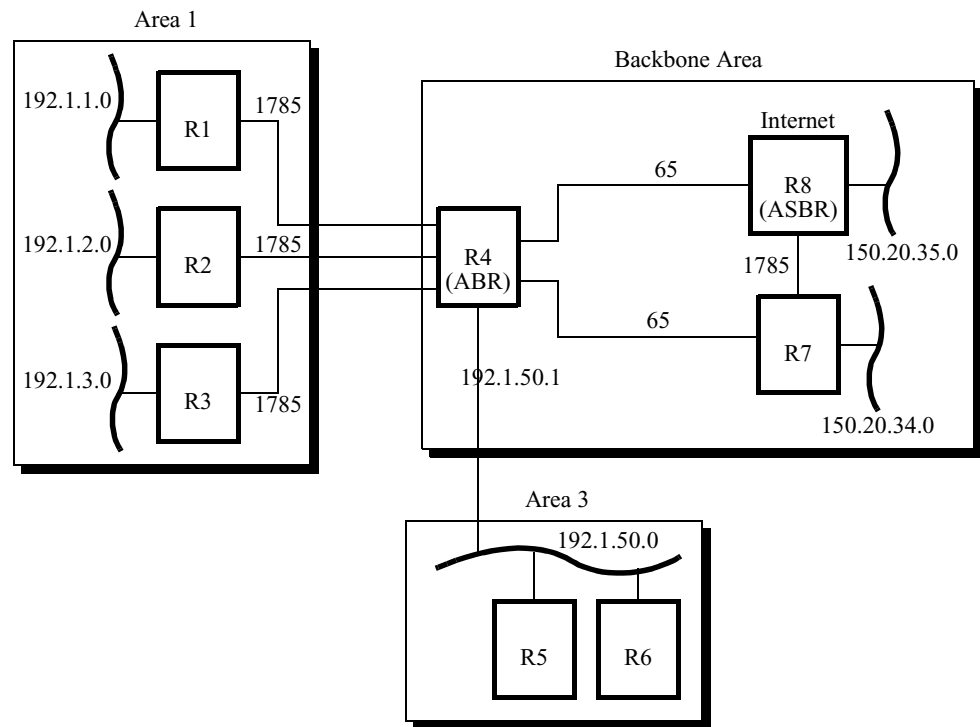 Area 1
Backbone Area
192.1.1.0
R1
1785
192.1.2.0
R2
1785
192.1.3.0
R3
1785
R4
(ABR)
65
Internet
R8
(ASBR)
150.20.35.0
1785
65
R7
150.20.34.0
192.1.50.1
Area 3
192.1.50.0
R5
R6